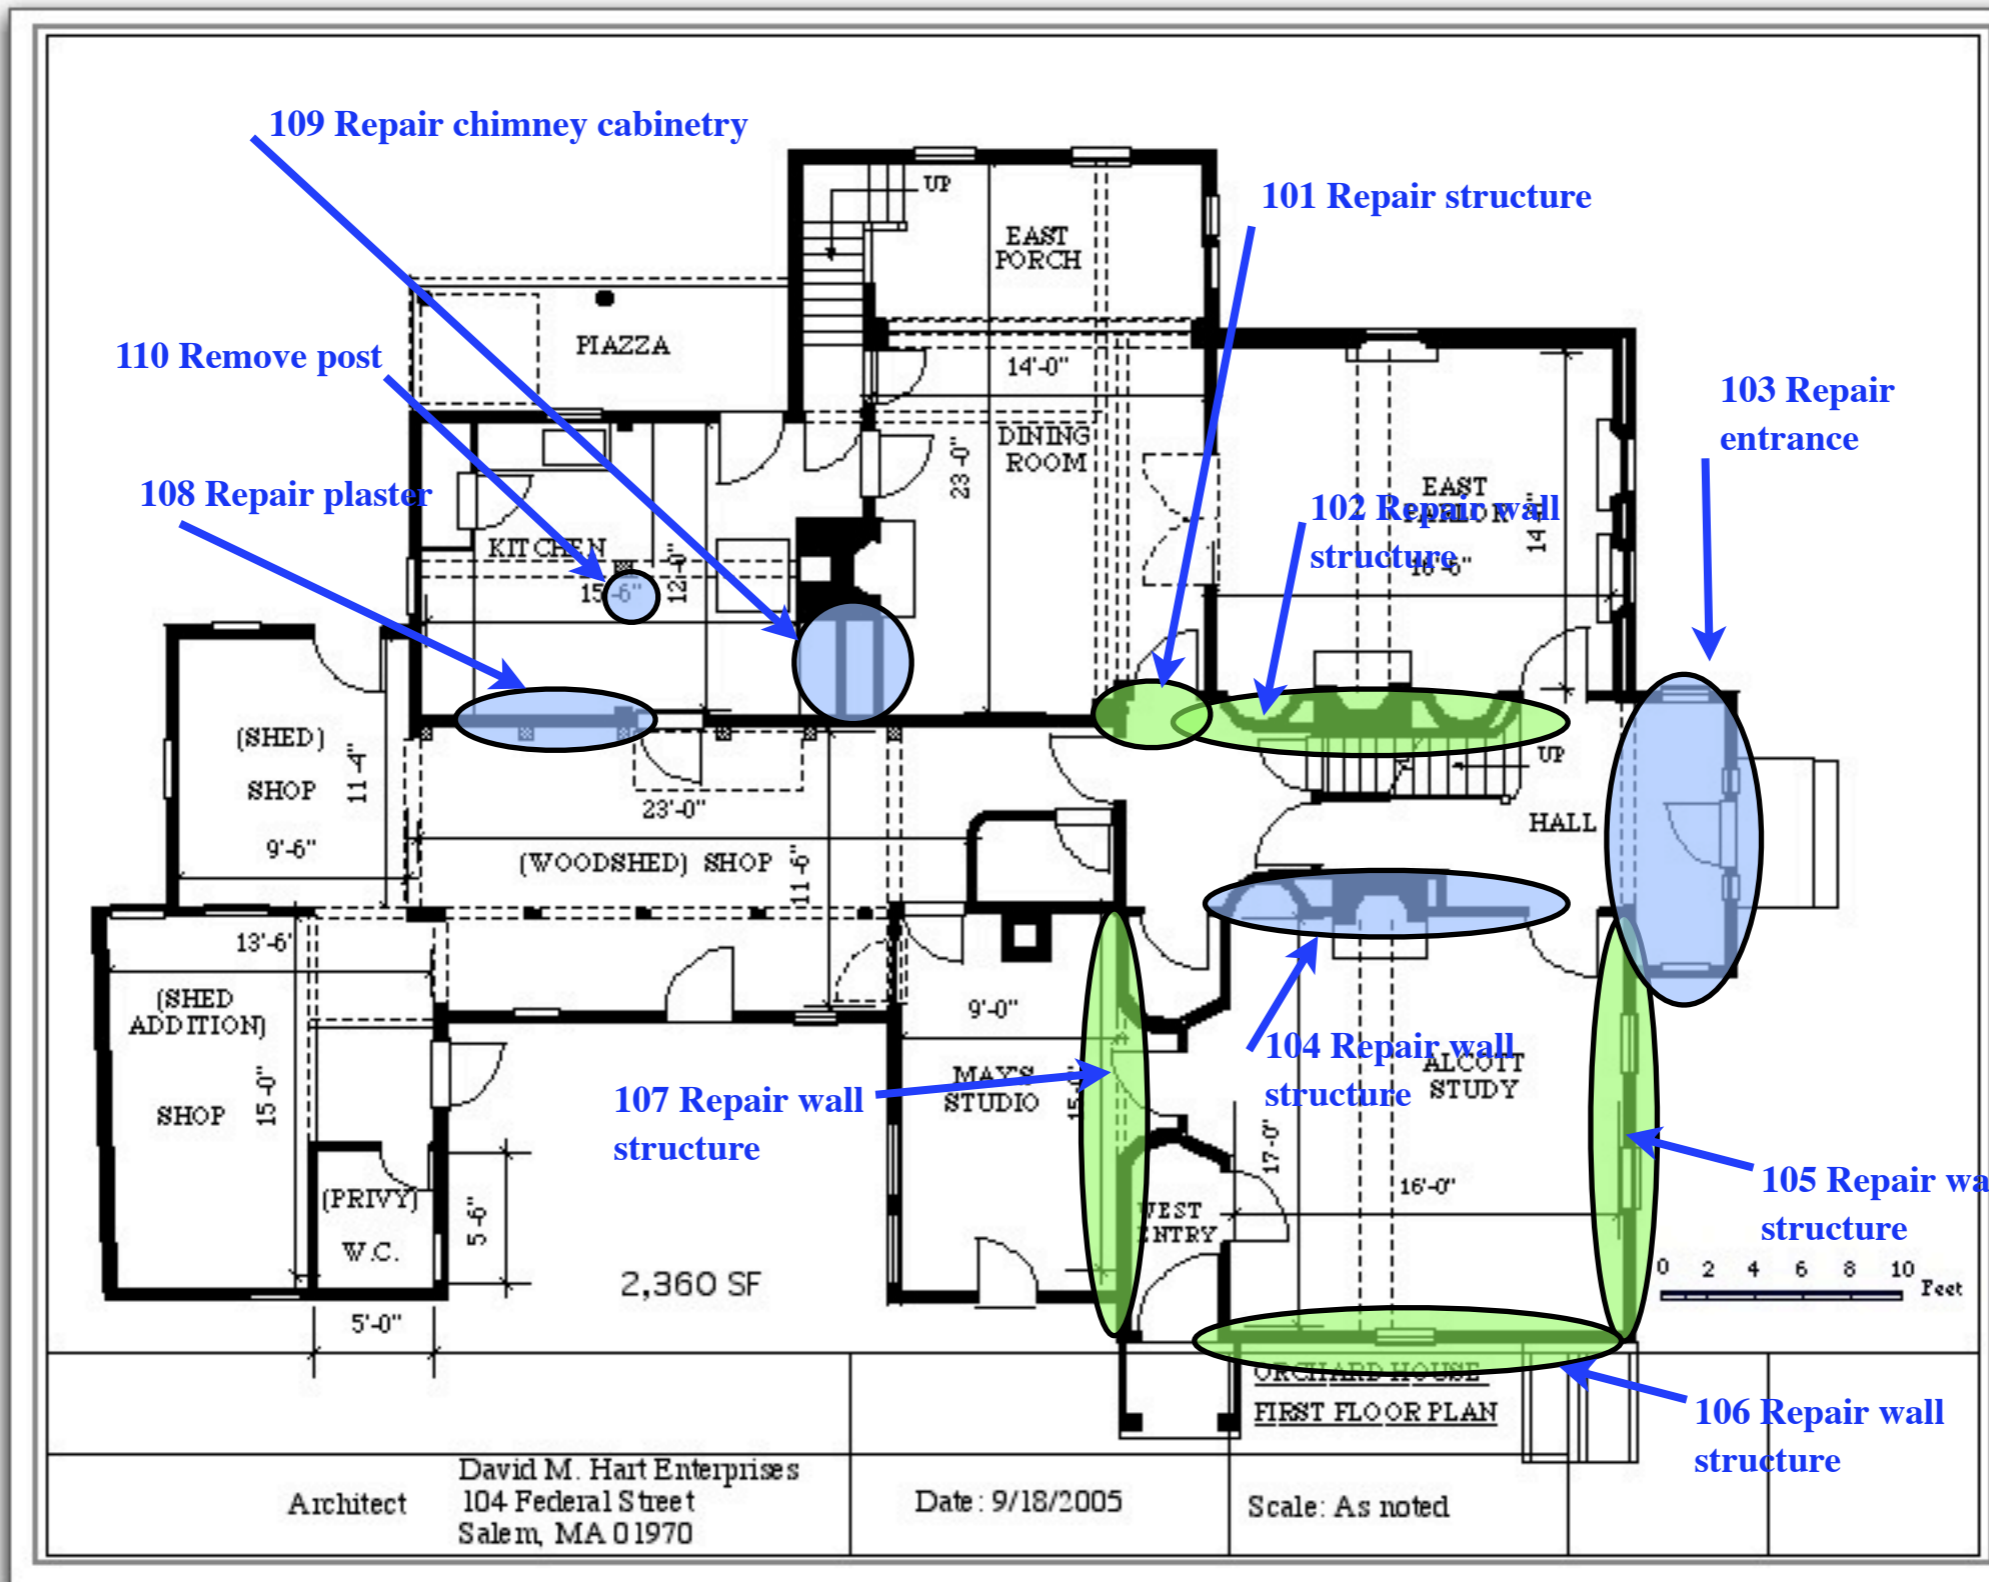 109 Repair chimney cabinetry
UP
101 Repair structure
EAST
PORCH
110 Remove post
PIAZZA
14'-0"
103 Repair
entrance
DINING
ROOM
23'-0"
108 Repair plaster
EAST
102 Repair wall
structure
KITCHEN
12'-0"
(SHED)
SHOP
11'-4"
9'-6"
23'-0"
(WOODSHED) SHOP
11'-6"
UP
HALL
13'-6'
(SHED
ADDITION)
SHOP
15'-0"
9'-0"
MAY'S
STUDIO
107 Repair wall
structure
104 Repair wall
structure
ALCOTT
STUDY
17'-0"
16'-0"
105 Repair wa
structure
(PRIVY)
W.C.
5'-6"
5'-0"
2,360 SF
WEST
ENTRY
0 2 4 6 8 10
Feet
ORCHARD HOUSE
FIRST FLOOR PLAN
106 Repair wall
structure
Architect
David M. Hart Enterprises
104 Federal Street
Salem, MA 01970
Date: 9/18/2005
Scale: As noted